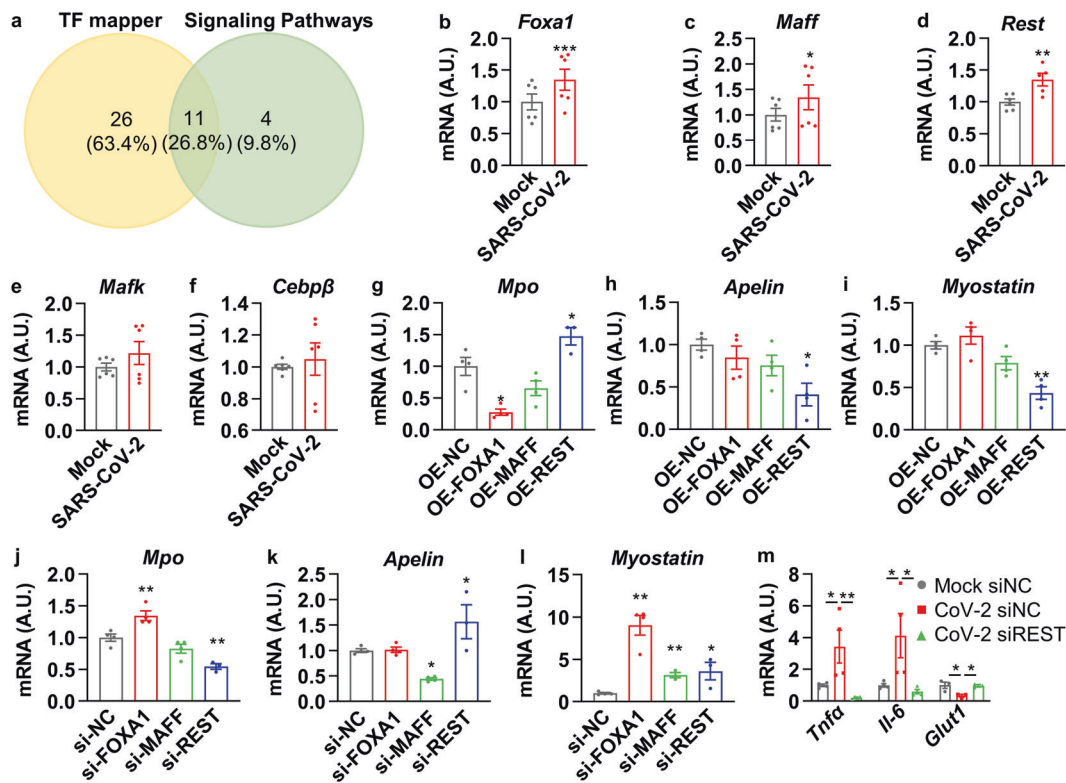 a
TF mapper
Signaling Pathways
26
(63.4%)
11
(26.8%)
4
(9.8%)
b
Foxa1
mRNA (A.U.)
2.0
1.5
1.0
0.5
0.0
***
Mock
SARS-CoV-2
c
Maff
mRNA (A.U.)
2.0
1.5
1.0
0.5
0.0
*
Mock
SARS-CoV-2
d
Rest
mRNA (A.U.)
2.0
1.5
1.0
0.5
0.0
**
Mock
SARS-CoV-2
e
Mafk
mRNA (A.U.)
2.0
1.5
1.0
0.5
0.0
Mock
SARS-CoV-2
f
Cebpβ
mRNA (A.U.)
1.4
1.2
1.0
0.8
0.6
Mock
SARS-CoV-2
g
Mpo
mRNA (A.U.)
2.0
1.5
1.0
0.5
0.0
*
*
OE-NC
OE-FOXA1
OE-MAFF
OE-REST
h
Apelin
mRNA (A.U.)
1.5
1.0
0.5
0.0
*
OE-NC
OE-FOXA1
OE-MAFF
OE-REST
i
Myostatin
mRNA (A.U.)
1.5
1.0
0.5
0.0
**
OE-NC
OE-FOXA1
OE-MAFF
OE-REST
j
Mpo
mRNA (A.U.)
2.0
1.5
1.0
0.5
0.0
**
**
si-NC
si-FOXA1
si-MAFF
si-REST
k
Apelin
mRNA (A.U.)
2.5
2.0
1.5
1.0
0.5
0.0
*
*
si-NC
si-FOXA1
si-MAFF
si-REST
l
Myostatin
mRNA (A.U.)
15
10
5
0
**
**
*
si-NC
si-FOXA1
si-MAFF
si-REST
m
mRNA (A.U.)
8
6
4
2
0
* **
* *
* *
Mock siNC
CoV-2 siNC
CoV-2 siREST
Tnfα
Il-6
Glut1